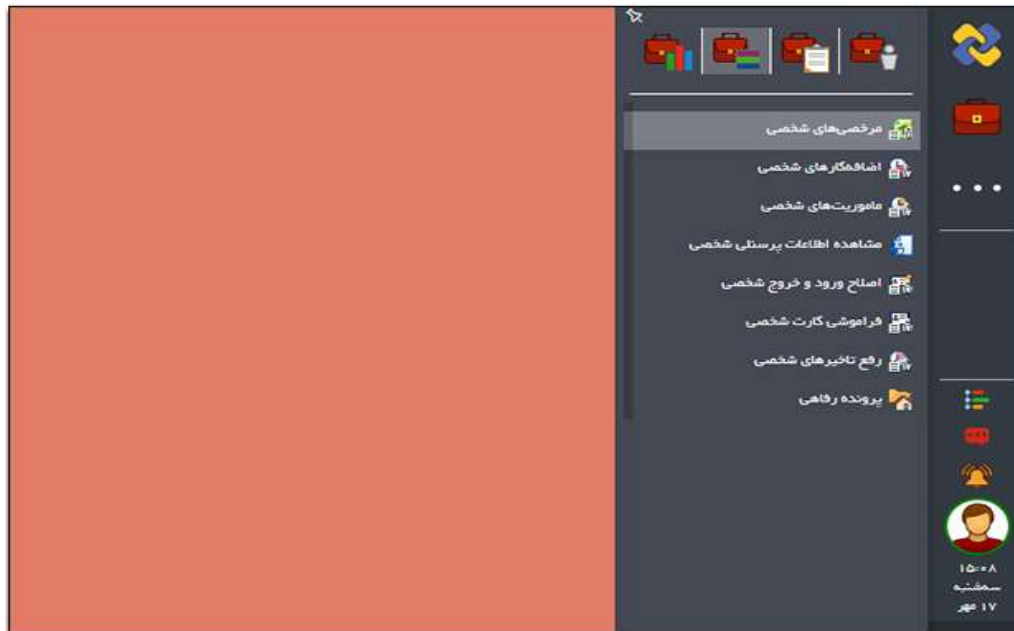 مرخصی‌های شخصی
اضافه‌کارهای شخصی
ماموریت‌های شخصی
مشاهده اطلاعات پرسنلی شخصی
اصلاح ورود و خروج شخصی
فراموشی کارت شخصی
رفع تاخیرهای شخصی
پرونده رفاهی
۱۵:۰۸
سه‌شنبه
۱۷ مهر